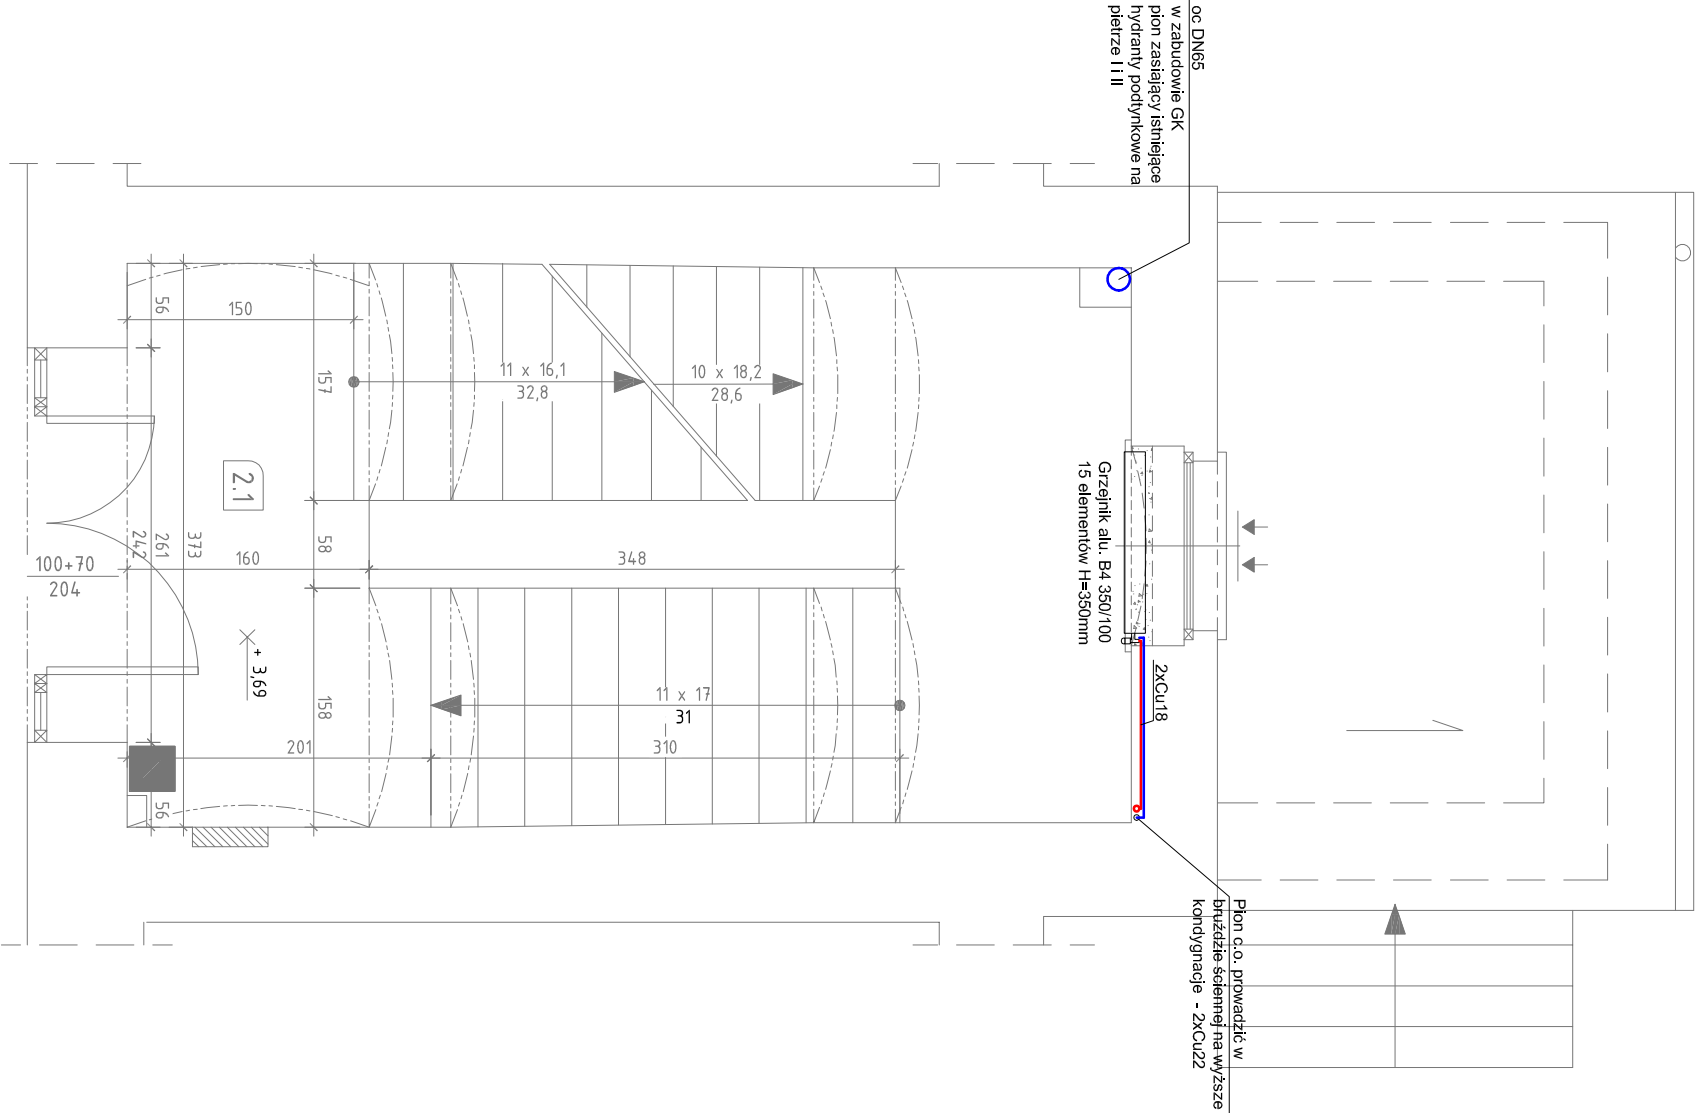 oc DN65
w zabudowie GK
pion zasiający istniejące
hydranty podtynkowe na
pietrze I i II
56
150
157
11 x 16,1
32,8
10 x 18,2
28,6
2.1
Grzejnik alu. B4 350/100
15 elementów H=350mm
373
261
242
58
160
348
100+70
204
+ 3,69
2xCu18
158
11 x 17
31
201
310
56
Pion c.o. prowadzić w
bruździe ściennej na wyższe
kondygnacje - 2xCu22